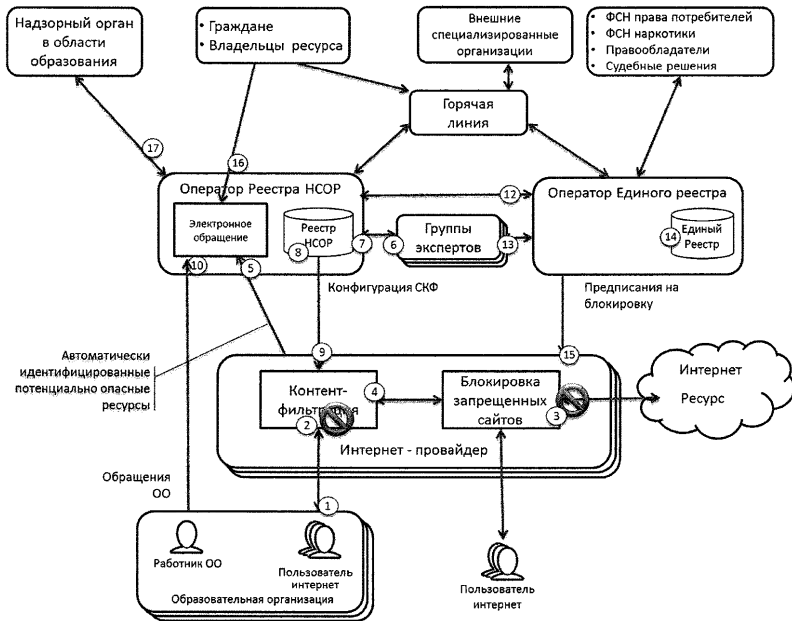 Надзорный орган
в области
образования
• Граждане
• Владельцы ресурса
Внешние
специализированные
организации
• ФСН права потребителей
• ФСН наркотики
• Правообладатели
• Судебные решения
Горячая
линия
17
16
Оператор Реестра НСОР
12
Оператор Единого реестра
Электронное
обращение
Реестр
НСОР
8
7
6
Группы
экспертов
13
14
Единый
Реестр
10
5
Конфигурация СКФ
Предписания на
блокировку
Автоматически
идентифицированные
потенциально опасные
ресурсы
9
15
Контент-
фильтрация
2
4
Блокировка
запрещенных
сайтов
3
Интернет
Ресурс
Интернет - провайдер
Обращения
ОО
1
Работник ОО
Пользователь
интернет
Образовательная организация
Пользователь
интернет